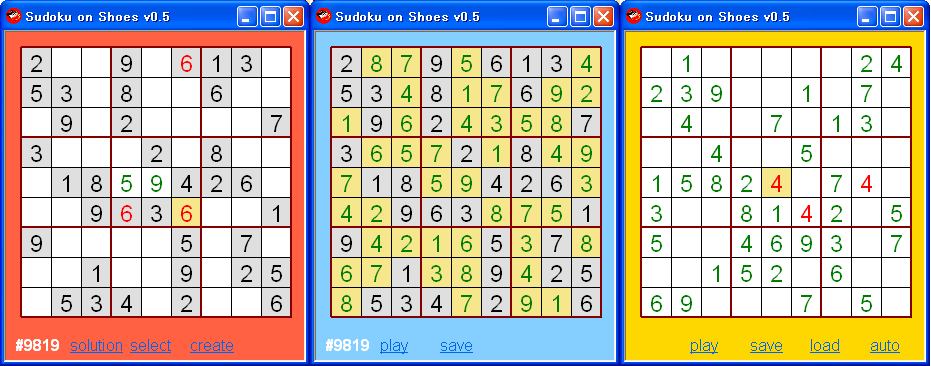 Sudoku on Shoes v0.5
2 9 6 1 3
5 3 8 6
9 2 7
3 2 8
1 8 5 9 4 2 6
9 6 3 6 1
9 5 7
1 9 2 5
5 3 4 2 6
#9819 solution select create
Sudoku on Shoes v0.5
2 8 7 9 5 6 1 3 4
5 3 4 8 1 7 6 9 2
1 9 6 2 4 3 5 8 7
3 6 5 7 2 1 8 4 9
7 1 8 5 9 4 2 6 3
4 2 9 6 3 8 7 5 1
9 4 2 1 6 5 3 7 8
6 7 1 3 8 9 4 2 5
8 5 3 4 7 2 9 1 6
#9819 play save
Sudoku on Shoes v0.5
1 2 4
2 3 9 1 7
4 7 1 3
4 5
1 5 8 2 4 7 4
3 8 1 4 2 5
5 4 6 9 3 7
1 5 2 6
6 9 7 5
play save load auto